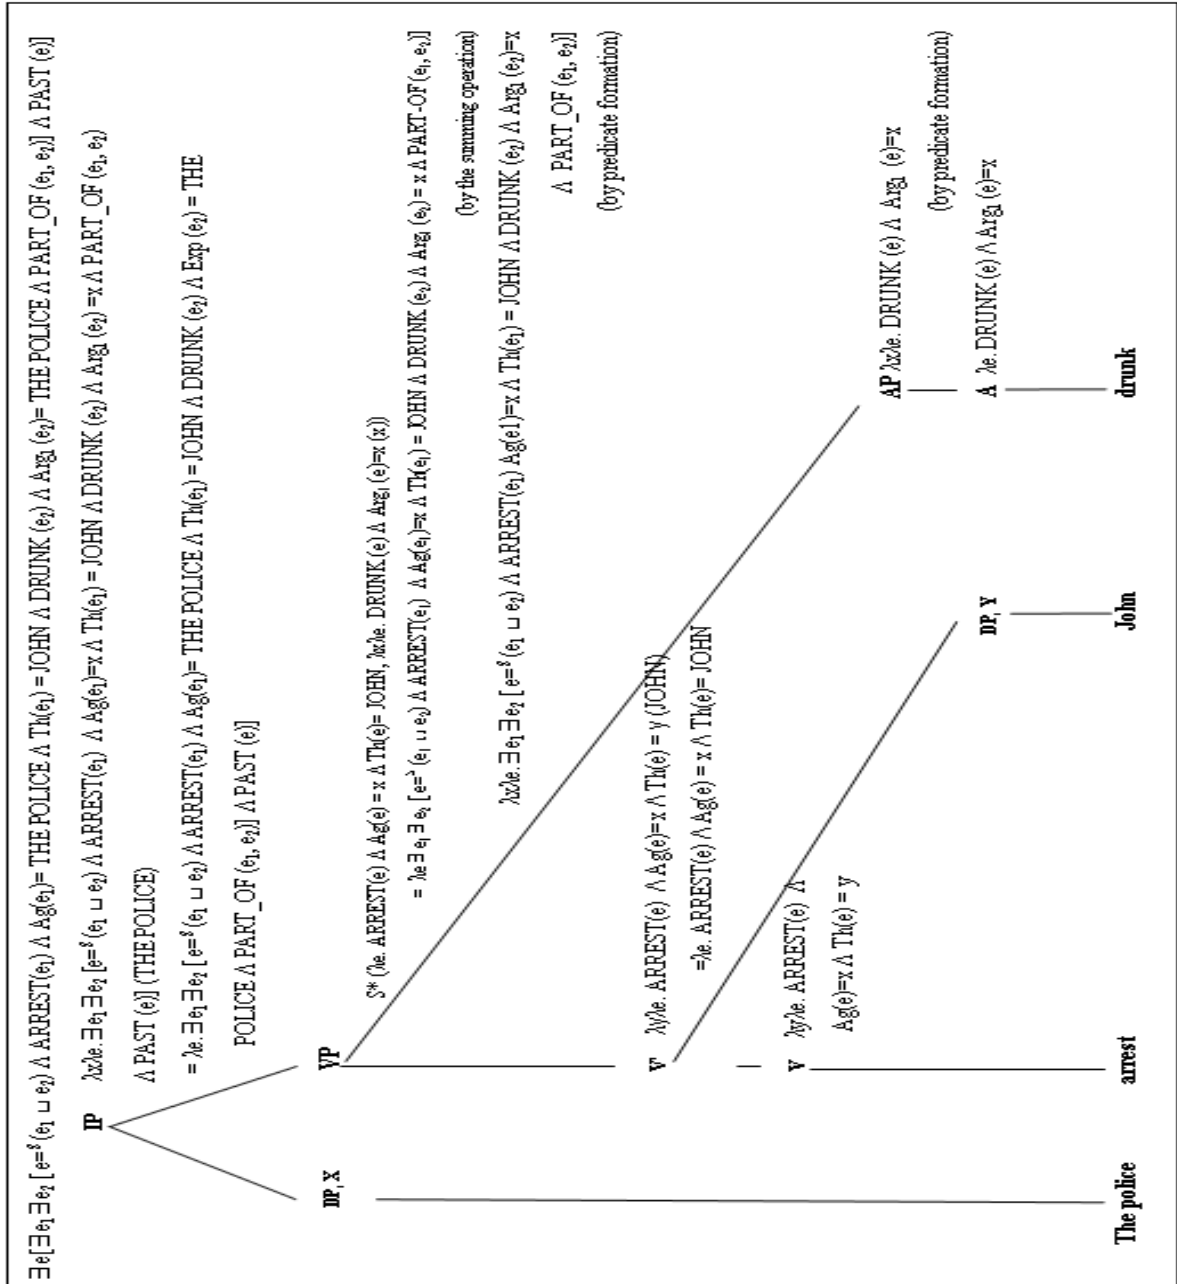 ∃e[∃e₁∃e₂ [ e=ˢ(e₁ ⊔ e₂) Λ ARREST(e₁) Λ Ag(e₁)= THE POLICE Λ Th(e₁) = JOHN Λ DRUNK (e₂) Λ Arg₁ (e₂)= THE POLICE Λ PART_OF (e₁, e₂)] Λ PAST (e)]
IP λxλe. ∃e₁∃e₂ [ e=ˢ(e₁ ⊔ e₂) Λ ARREST(e₁) Λ Ag(e₁)=x Λ Th(e₁) = JOHN Λ DRUNK (e₂) Λ Arg₁ (e₂) =x Λ PART_OF (e₁, e₂)
Λ PAST (e)] (THE POLICE)
= λe. ∃e₁∃e₂ [ e=ˢ(e₁ ⊔ e₂) Λ ARREST(e₁) Λ Ag(e₁)= THE POLICE Λ Th(e₁) = JOHN Λ DRUNK (e₂) Λ Exp (e₂) = THE
POLICE Λ PART_OF (e₁, e₂)] Λ PAST (e)]
DP, X VP
S* (λe. ARREST(e) Λ Ag(e) = x Λ Th(e)= JOHN, λxλe. DRUNK (e) Λ Arg₁ (e)=x (x))
= λe ∃ e₁ ∃ e₂ [ e=ˢ(e₁ ⊔ e₂) Λ ARREST(e₁) Λ Ag(e₁)=x Λ Th(e₁) = JOHN Λ DRUNK (e₂) Λ Arg₁ (e₂) = x Λ PART-OF (e₁, e₂)]
(by the summing operation)
λxλe. ∃e₁∃e₂ [ e=ˢ(e₁ ⊔ e₂) Λ ARREST(e₁) Ag(e1)=x Λ Th(e₁) = JOHN Λ DRUNK (e₂) Λ Arg₁ (e₂)=x
Λ PART_OF (e₁, e₂)]
(by predicate formation)
V' λyλe. ARREST(e) Λ Ag(e)=x Λ Th(e) = y (JOHN)
=λe. ARREST(e) Λ Ag(e) = x Λ Th(e)= JOHN
V λyλe. ARREST(e) Λ
Ag(e)=x Λ Th(e) = y
AP λxλe. DRUNK (e) Λ Arg₁ (e)=x
(by predicate formation)
DP, Y A λe. DRUNK (e) Λ Arg₁ (e)=x
The police arrest John drunk